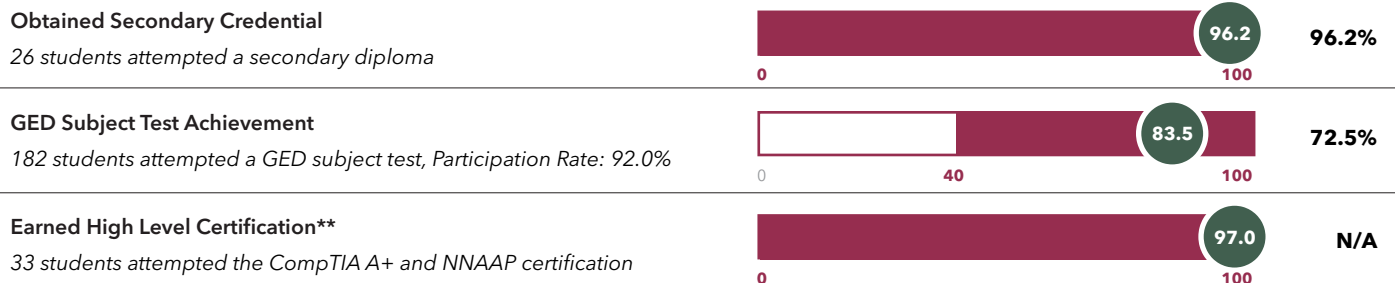 Obtained Secondary Credential
26 students attempted a secondary diploma
96.2
96.2%
0 100
GED Subject Test Achievement
182 students attempted a GED subject test, Participation Rate: 92.0%
83.5
72.5%
0 40 100
Earned High Level Certification**
33 students attempted the CompTIA A+ and NNAAP certification
97.0
N/A
0 100